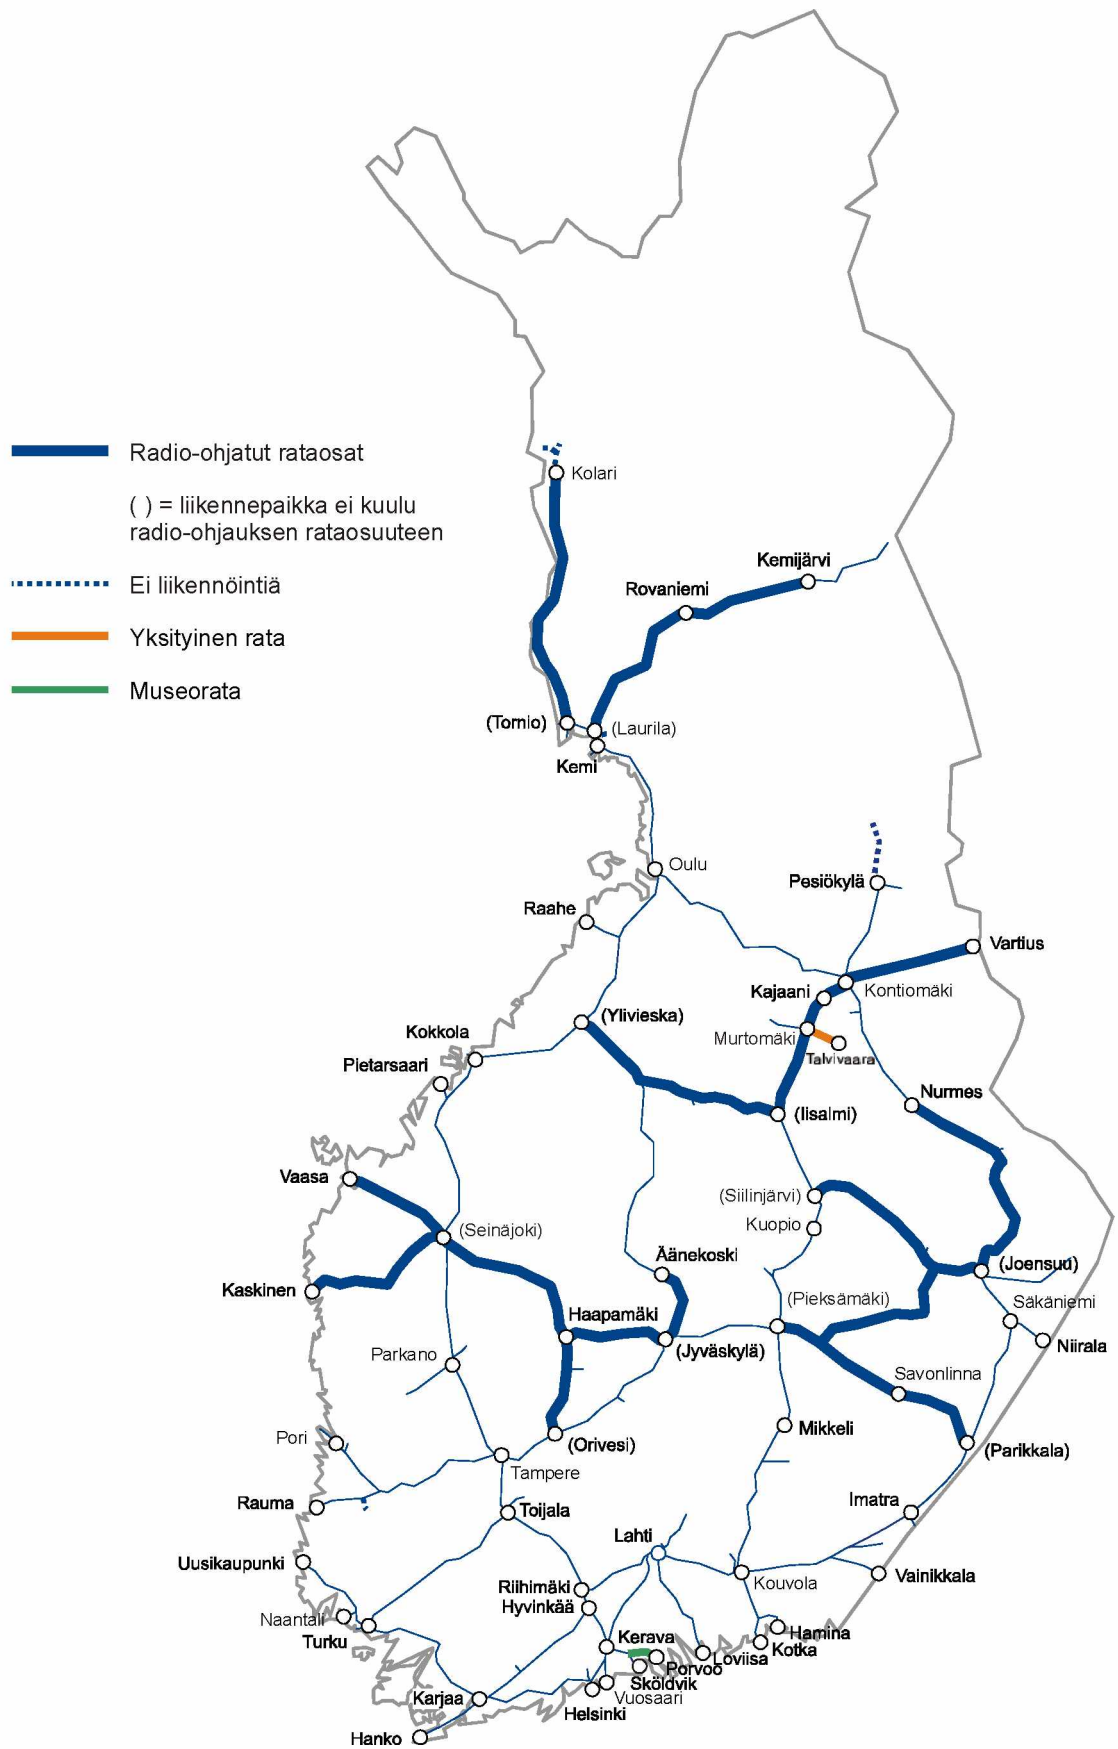 Radio-ohjatut rataosat
( ) = liikennepaikka ei kuulu
radio-ohjauksen rataosuuteen
Ei liikennöintiä
Yksityinen rata
Museorata
Kolari
Kemijärvi
Rovaniemi
(Tornio)
(Laurila)
Kemi
Oulu
Pesiökylä
Raahe
Vartius
Kajaani
Kontiomäki
(Ylivieska)
Murtomäki
Talvivaara
Kokkola
Pietarsaari
Nurmes
(Iisalmi)
Vaasa
(Siilinjärvi)
Kuopio
(Seinäjoki)
Äänekoski
(Joensuu)
Kaskinen
(Pieksämäki)
Säkäniemi
Haapamäki
(Jyväskylä)
Niirala
Parkano
Savonlinna
Mikkeli
Pori
(Orivesi)
(Parikkala)
Tampere
Rauma
Imatra
Toijala
Lahti
Uusikaupunki
Vainikkala
Kouvola
Riihimäki
Hyvinkää
Naantali
Turku
Hamina
Kerava
Kotka
Loviisa
Porvoo
Sköldvik
Vuosaari
Karjaa
Helsinki
Hanko